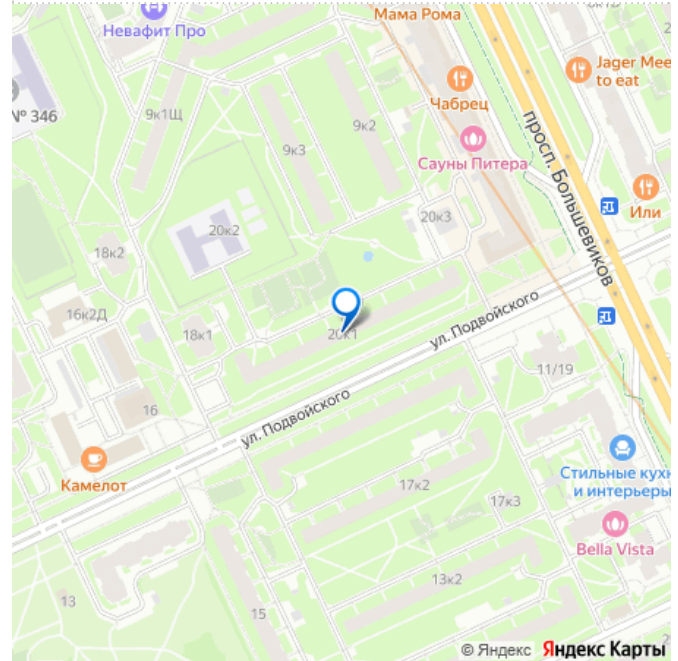 Мама Рома
Невафит Про
Jager Mee
to eat
Чабрец
№ 346
9к1Щ
9к2
9к3
Сауны Питера
просп. Большевиков
Или
20к3
20к2
18к2
16к2Д
18к1
20к1
ул. Подвойского
11/19
16
ул. Подвойского
Камелот
Стильные кухн
и интерьеры
17к2
17к3
Bella Vista
13к2
13
15
© Яндекс Яндекс Карты